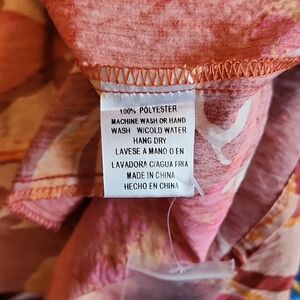 100% POLYESTER
MACHINE WASH OR HAND
WASH W/COLD WATER
HANG DRY
LAVESE A MANO O EN
LAVADORA C/AGUA FRIA
MADE IN CHINA
HECHO EN CHINA